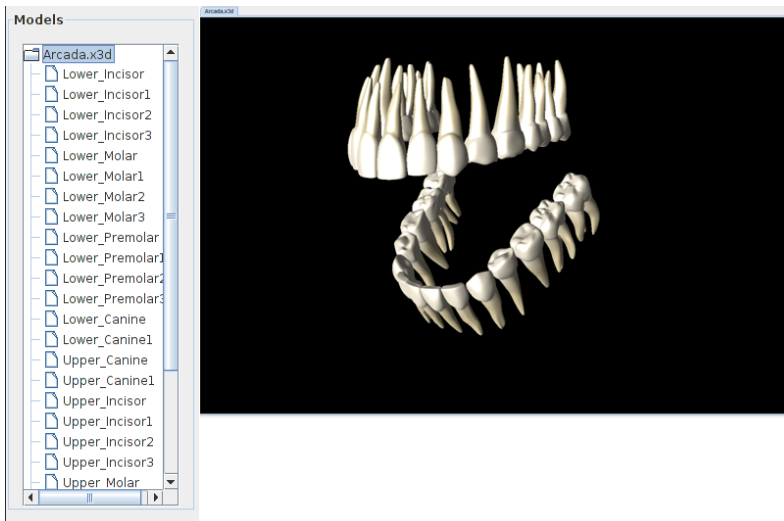 Models
Arcada.x3d
Arcada.x3d
Lower_Incisor
Lower_Incisor1
Lower_Incisor2
Lower_Incisor3
Lower_Molar
Lower_Molar1
Lower_Molar2
Lower_Molar3
Lower_Premolar
Lower_Premolar1
Lower_Premolar2
Lower_Premolar3
Lower_Canine
Lower_Canine1
Upper_Canine
Upper_Canine1
Upper_Incisor
Upper_Incisor1
Upper_Incisor2
Upper_Incisor3
Upper_Molar